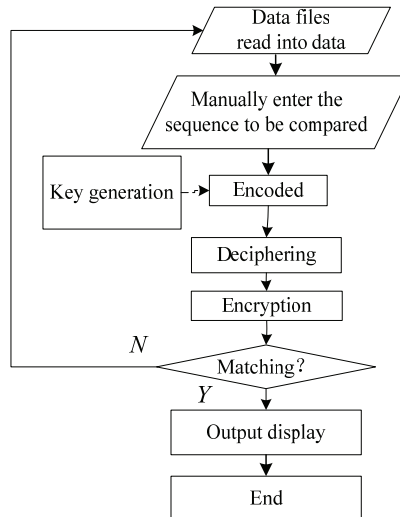 Data files
read into data
Manually enter the
sequence to be compared
Key generation
Encoded
Deciphering
Encryption
N
Matching?
Y
Output display
End